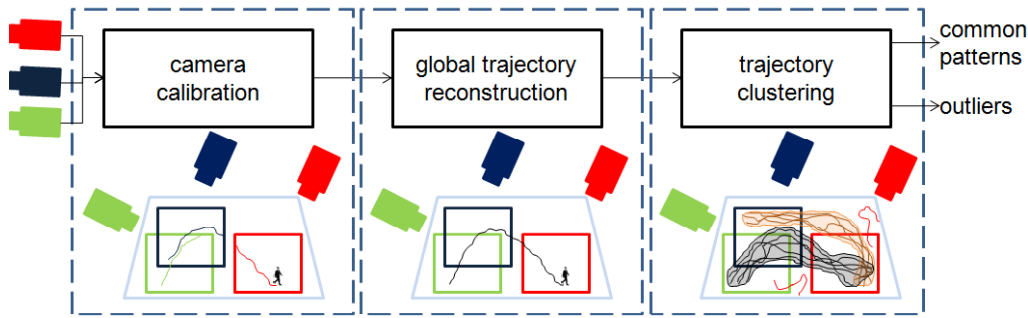 camera
calibration
global trajectory
reconstruction
trajectory
clustering
common
patterns
outliers